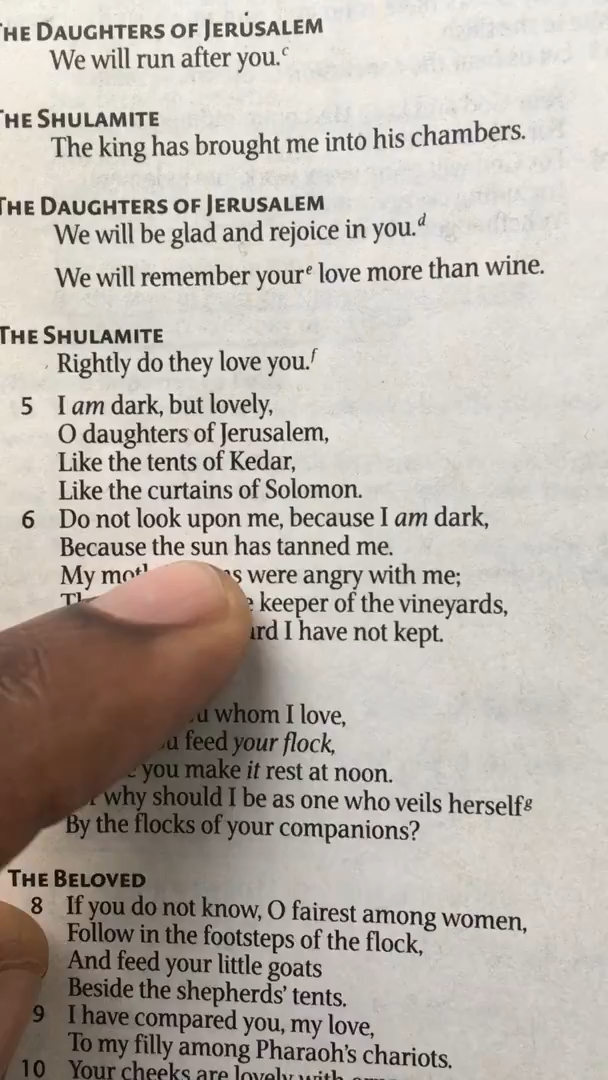 THE DAUGHTERS OF JERUSALEM
We will run after you.c
THE SHULAMITE
The king has brought me into his chambers.
THE DAUGHTERS OF JERUSALEM
We will be glad and rejoice in you.d
We will remember youre love more than wine.
THE SHULAMITE
Rightly do they love you.f
5 I am dark, but lovely,
O daughters of Jerusalem,
Like the tents of Kedar,
Like the curtains of Solomon.
6 Do not look upon me, because I am dark,
Because the sun has tanned me.
My were angry with me;
keeper of the vineyards,
I have not kept.
whom I love,
feed your flock,
you make it rest at noon.
why should I be as one who veils herselfg
By the flocks of your companions?
THE BELOVED
8 If you do not know, O fairest among women,
Follow in the footsteps of the flock,
And feed your little goats
Beside the shepherds' tents.
9 I have compared you, my love,
To my filly among Pharaoh's chariots.
10 Your cheeks are lovely with